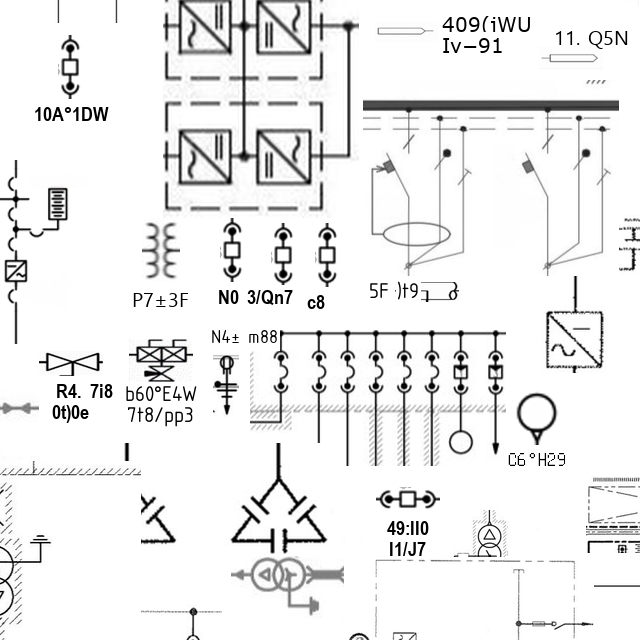 409(iWU
Iv−91
11. Q5N
10A°1DW
P7±3F
N0
3/Qn7
c8
5F
)t9
N4± m88
R4. 7i8
0t)0e
b60°E4W
7t8/pp3
C6°H29
49:II0
I1/J7